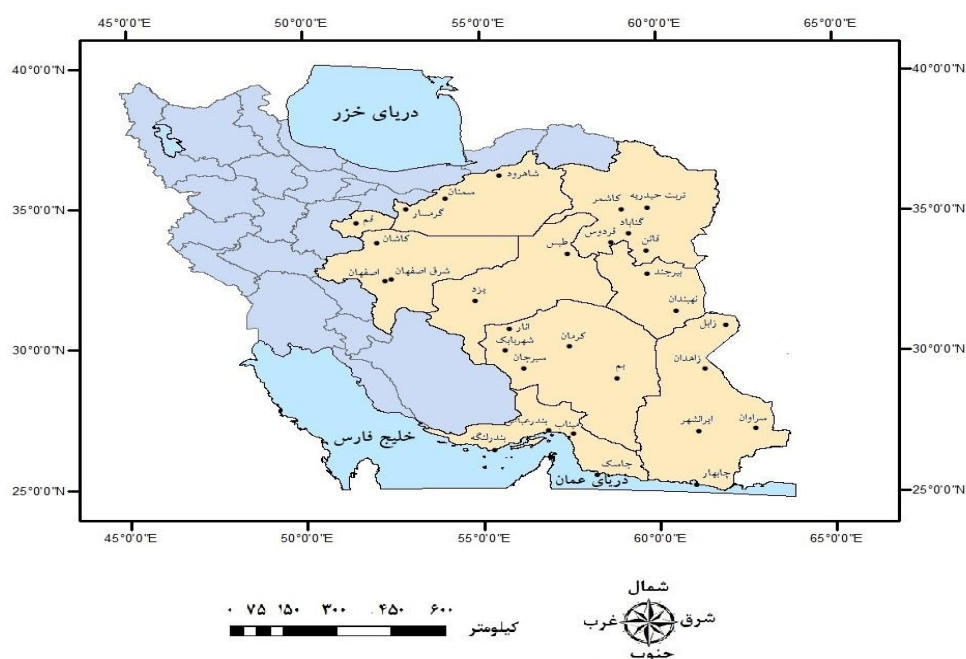 45°0'0"E 50°0'0"E 55°0'0"E 60°0'0"E 65°0'0"E
40°0'0"N 40°0'0"N
دریای خزر
شاهرود
سمنان
تربت حیدریه
کاشمر
35°0'0"N 35°0'0"N
گرمسار
قم
گناباد
فردوس
کاشان
طبس
قائن
بیرجند
شرق اصفهان
اصفهان
یزد
نهبندان
انار
زابل
کرمان
شهربابک
30°0'0"N 30°0'0"N
سیرجان
زاهدان
بم
سراوان
ایرانشهر
بندرعباس
میناب
بندرلنگه
خلیج فارس
جاسک
چابهار
دریای عمان
25°0'0"N 25°0'0"N
45°0'0"E 50°0'0"E 55°0'0"E 60°0'0"E 65°0'0"E
۰ ۷۵ ۱۵۰ ۳۰۰ ۴۵۰ ۶۰۰
کیلومتر
شمال
شرق
غرب
جنوب